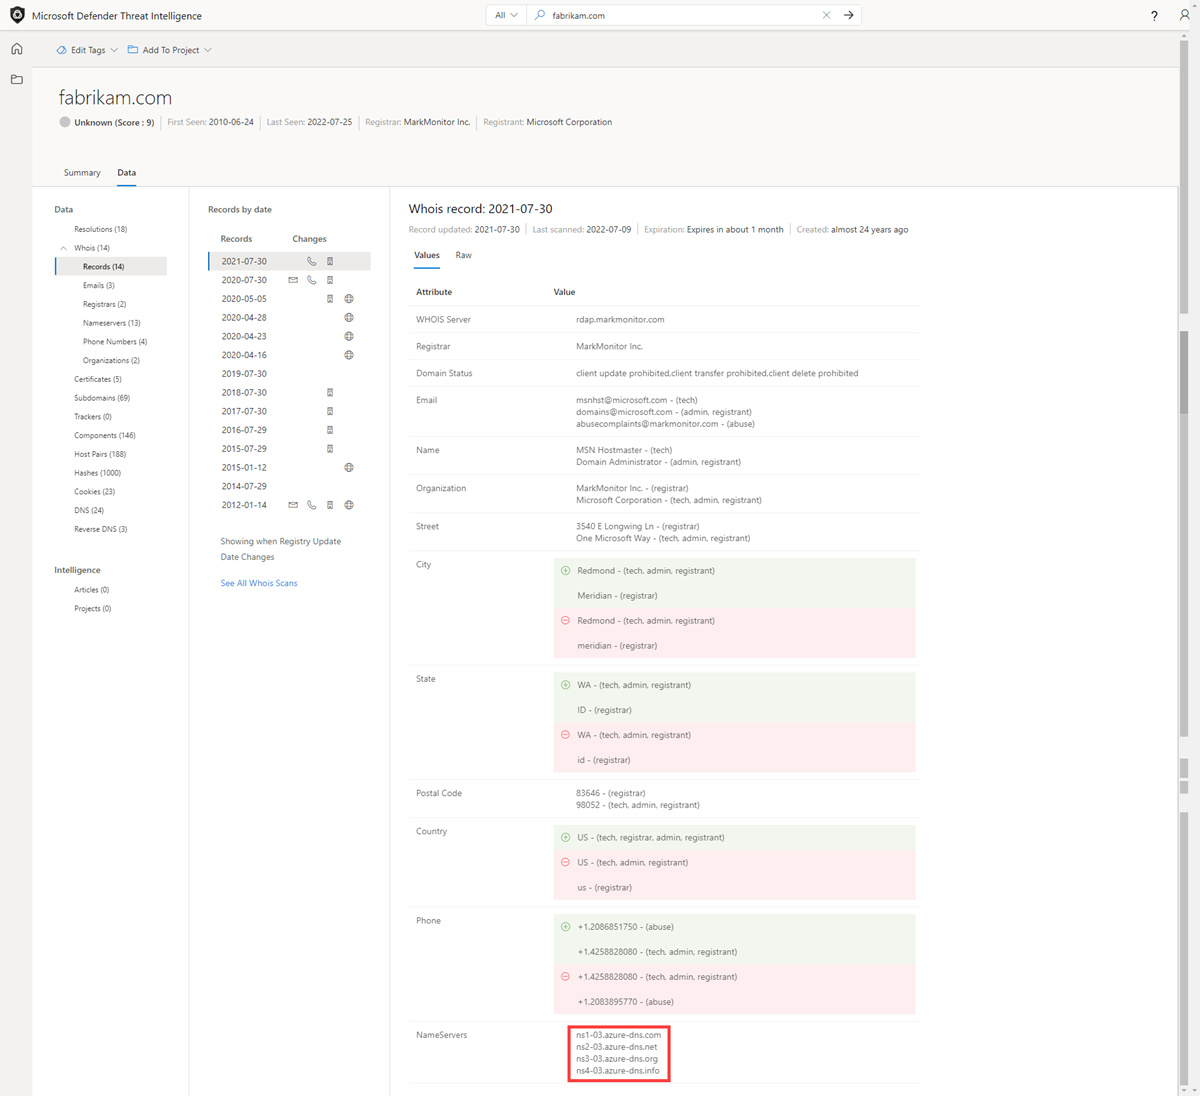 Microsoft Defender Threat Intelligence
All
fabrikam.com
?
Edit Tags
Add To Project
fabrikam.com
Unknown (Score : 9)
First Seen: 2010-06-24
Last Seen: 2022-07-25
Registrar: MarkMonitor Inc.
Registrant: Microsoft Corporation
Summary
Data
Data
Resolutions (18)
Whois (14)
Records (14)
Emails (3)
Registrars (2)
Nameservers (13)
Phone Numbers (4)
Organizations (2)
Certificates (5)
Subdomains (69)
Trackers (0)
Components (146)
Host Pairs (188)
Hashes (1000)
Cookies (23)
DNS (24)
Reverse DNS (3)
Intelligence
Articles (0)
Projects (0)
Records by date
Records Changes
2021-07-30
2020-07-30
2020-05-05
2020-04-28
2020-04-23
2020-04-16
2019-07-30
2018-07-30
2017-07-30
2016-07-29
2015-07-29
2015-01-12
2014-07-29
2012-01-14
Showing when Registry Update
Date Changes
See All Whois Scans
Whois record: 2021-07-30
Record updated: 2021-07-30
Last scanned: 2022-07-09
Expiration: Expires in about 1 month
Created: almost 24 years ago
Values
Raw
Attribute Value
WHOIS Server rdap.markmonitor.com
Registrar MarkMonitor Inc.
Domain Status client update prohibited,client transfer prohibited,client delete prohibited
Email msnhst@microsoft.com - (tech)
domains@microsoft.com - (admin, registrant)
abusecomplaints@markmonitor.com - (abuse)
Name MSN Hostmaster - (tech)
Domain Administrator - (admin, registrant)
Organization MarkMonitor Inc. - (registrar)
Microsoft Corporation - (tech, admin, registrant)
Street 3540 E Longwing Ln - (registrar)
One Microsoft Way - (tech, admin, registrant)
City Redmond - (tech, admin, registrant)
Meridian - (registrar)
Redmond - (tech, admin, registrant)
meridian - (registrar)
State WA - (tech, admin, registrant)
ID - (registrar)
WA - (tech, admin, registrant)
id - (registrar)
Postal Code 83646 - (registrar)
98052 - (tech, admin, registrant)
Country US - (tech, registrar, admin, registrant)
US - (tech, admin, registrant)
us - (registrar)
Phone +1.2086851750 - (abuse)
+1.4258828080 - (tech, admin, registrant)
+1.4258828080 - (tech, admin, registrant)
+1.2083895770 - (abuse)
NameServers ns1-03.azure-dns.com
ns2-03.azure-dns.net
ns3-03.azure-dns.org
ns4-03.azure-dns.info